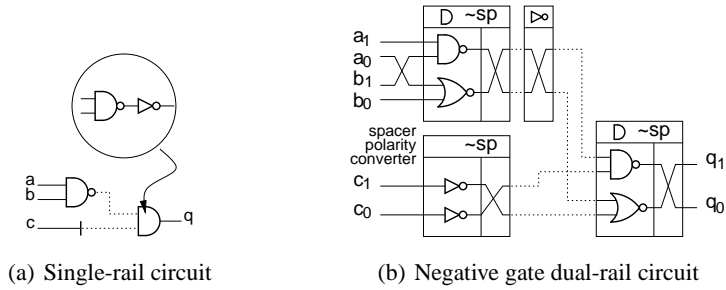 a
b
c
q
(a) Single-rail circuit
~sp
a1
a0
b1
b0
spacer
polarity
converter
~sp
c1
c0
~sp
q1
q0
(b) Negative gate dual-rail circuit